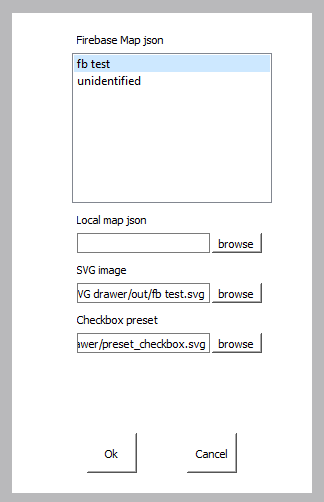 Firebase Map json
fb test
unidentified
Local map json
browse
SVG image
VG drawer/out/fb test.svg browse
Checkbox preset
awer/preset_checkbox.svg browse
Ok Cancel